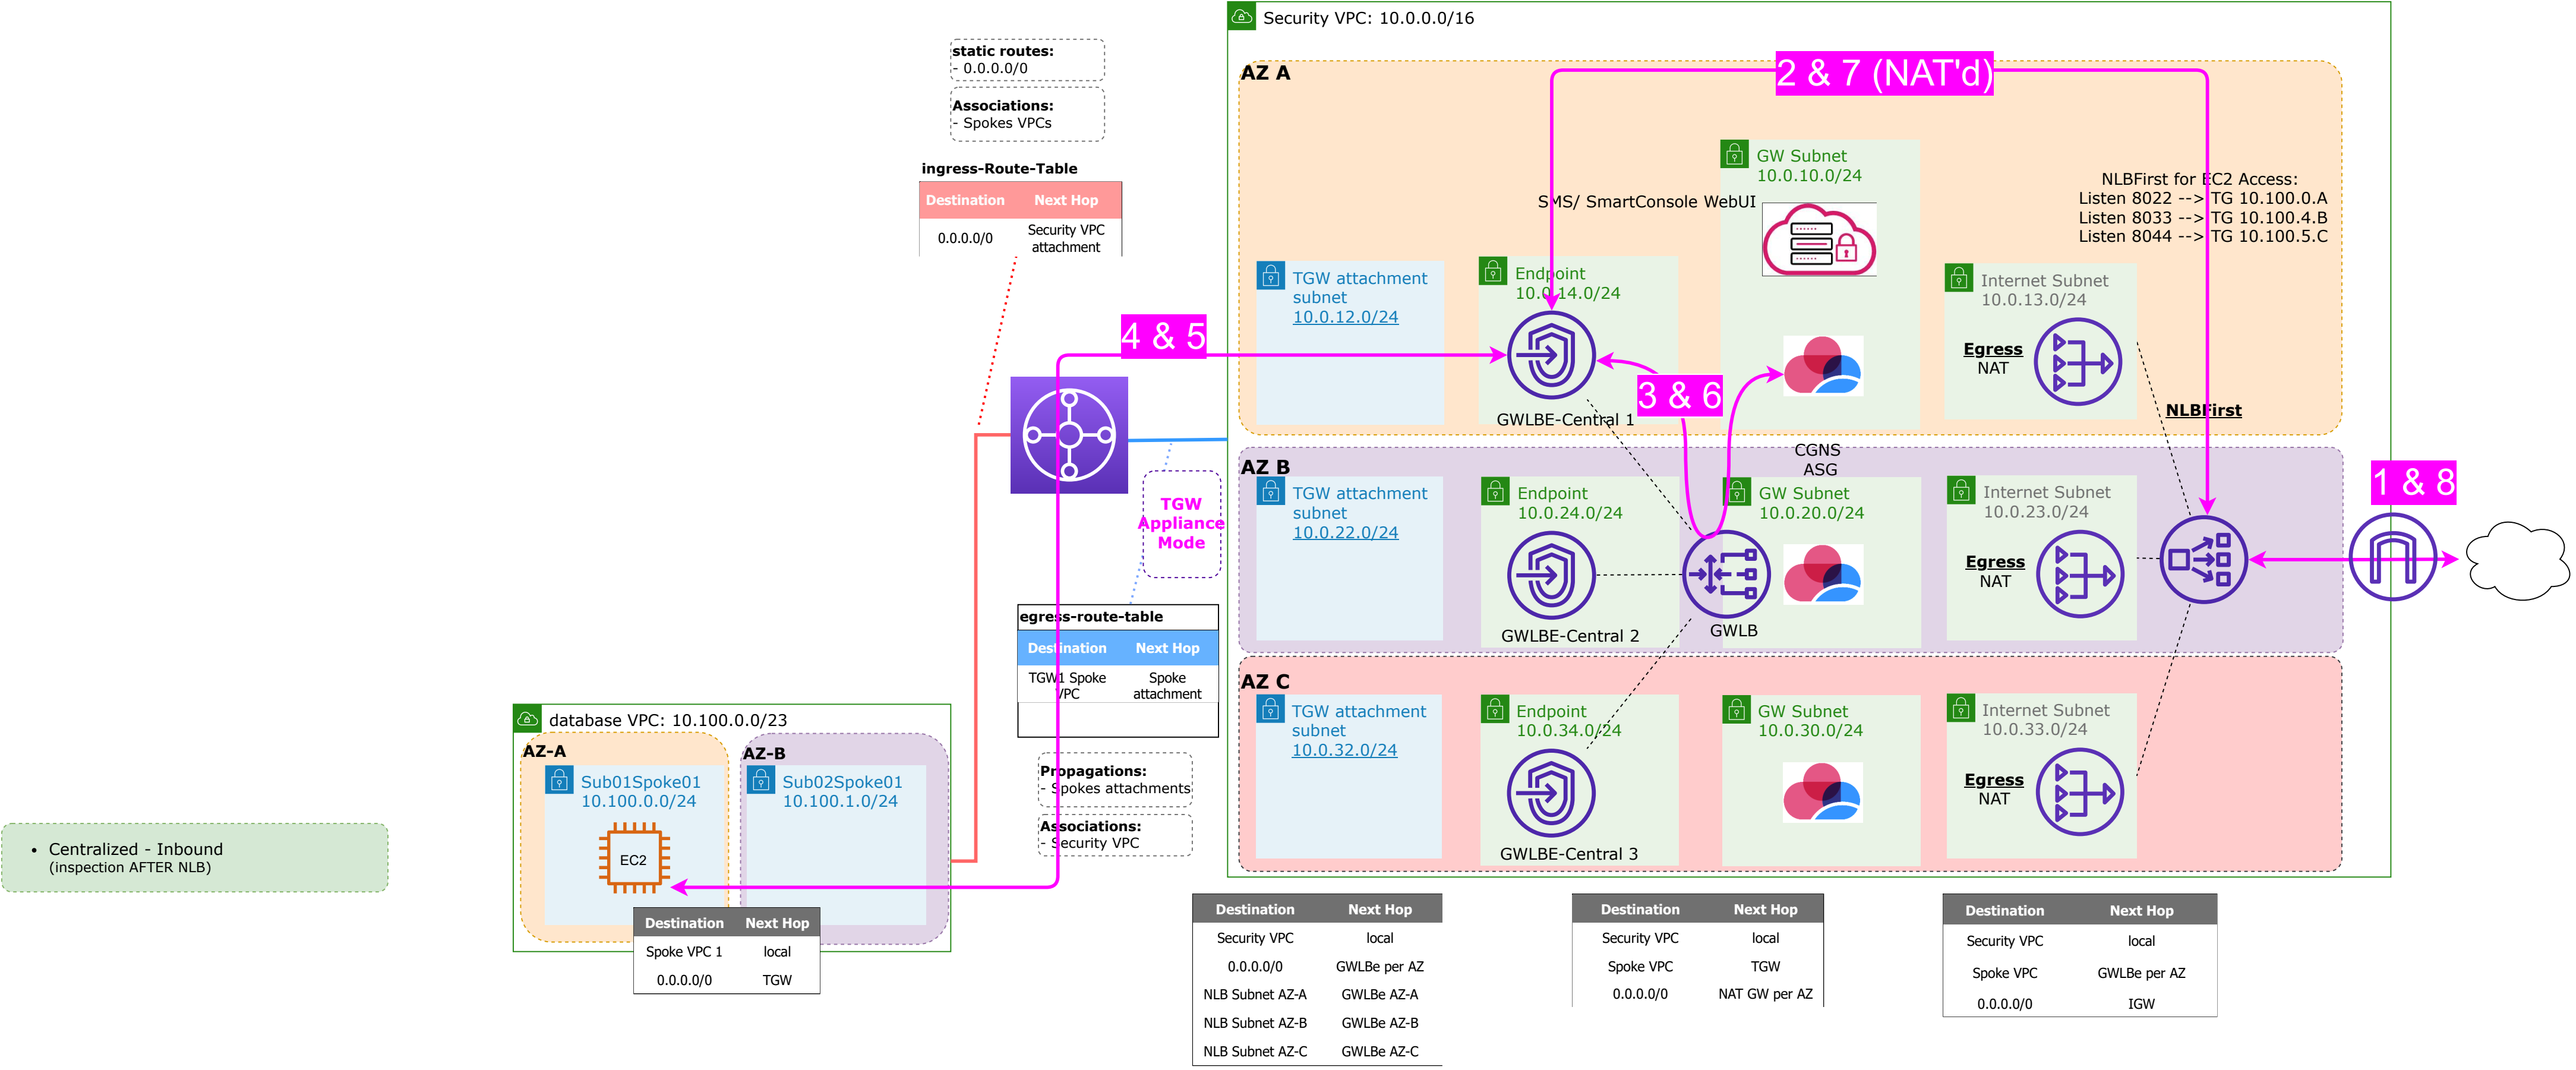 Security VPC: 10.0.0.0/16
static routes:
- 0.0.0.0/0
Associations:
- Spokes VPCs
ingress-Route-Table
Destination Next Hop
0.0.0.0/0 Security VPC
attachment
AZ A
2 & 7 (NAT'd)
GW Subnet
10.0.10.0/24
SMS/ SmartConsole WebUI
NLBFirst for EC2 Access:
Listen 8022 --> TG 10.100.0.A
Listen 8033 --> TG 10.100.4.B
Listen 8044 --> TG 10.100.5.C
TGW attachment
subnet
10.0.12.0/24
Endpoint
10.0.14.0/24
Internet Subnet
10.0.13.0/24
Egress
NAT
4 & 5
3 & 6
GWLBE-Central 1
NLBFirst
CGNS
ASG
AZ B
1 & 8
TGW attachment
subnet
10.0.22.0/24
Endpoint
10.0.24.0/24
GW Subnet
10.0.20.0/24
Internet Subnet
10.0.23.0/24
Egress
NAT
TGW
Appliance
Mode
GWLBE-Central 2
GWLB
egress-route-table
Destination Next Hop
TGW1 Spoke
VPC
Spoke
attachment
Propagations:
- Spokes attachments
Associations:
- Security VPC
AZ C
TGW attachment
subnet
10.0.32.0/24
Endpoint
10.0.34.0/24
GW Subnet
10.0.30.0/24
Internet Subnet
10.0.33.0/24
Egress
NAT
GWLBE-Central 3
database VPC: 10.100.0.0/23
AZ-A
AZ-B
Sub01Spoke01
10.100.0.0/24
Sub02Spoke01
10.100.1.0/24
EC2
• Centralized - Inbound
(inspection AFTER NLB)
Destination Next Hop
Spoke VPC 1 local
0.0.0.0/0 TGW
Destination Next Hop
Security VPC local
0.0.0.0/0 GWLBe per AZ
NLB Subnet AZ-A GWLBe AZ-A
NLB Subnet AZ-B GWLBe AZ-B
NLB Subnet AZ-C GWLBe AZ-C
Destination Next Hop
Security VPC local
Spoke VPC TGW
0.0.0.0/0 NAT GW per AZ
Destination Next Hop
Security VPC local
Spoke VPC GWLBe per AZ
0.0.0.0/0 IGW